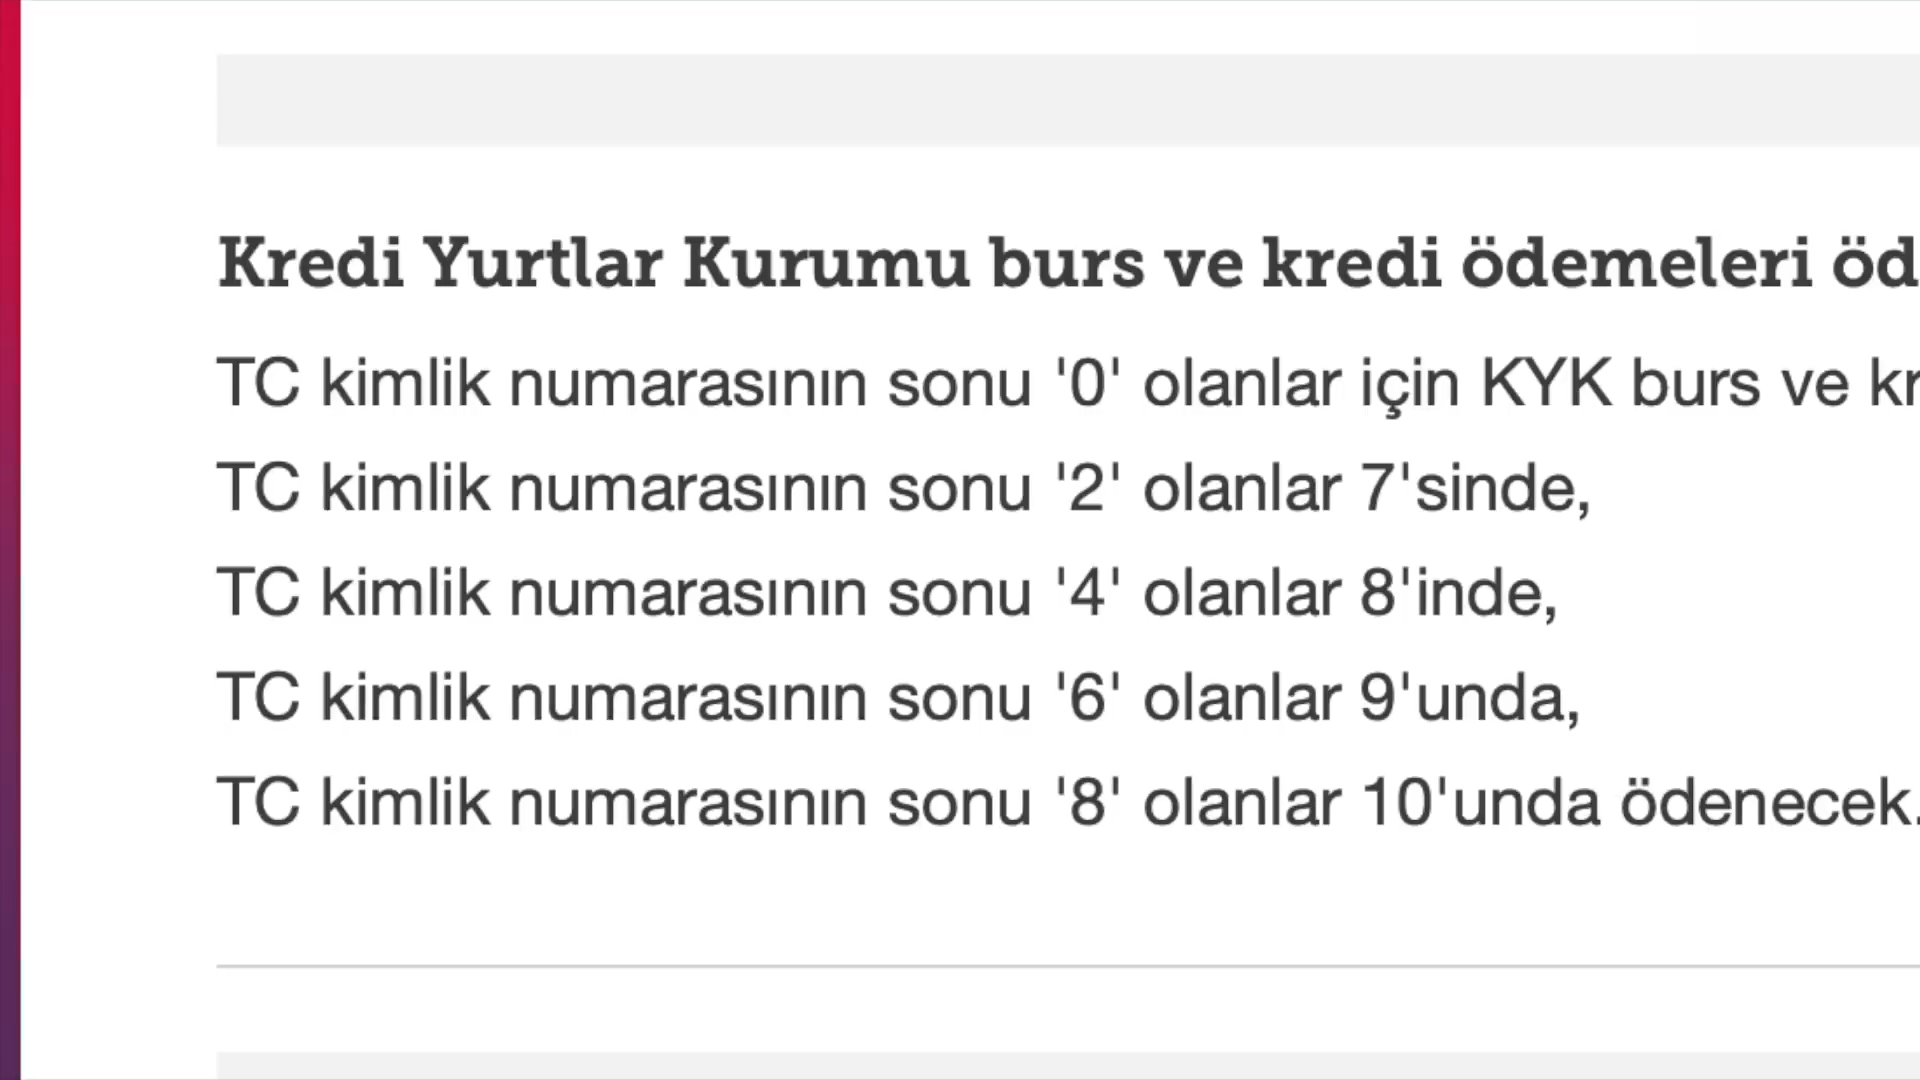 Kredi Yurtlar Kurumu burs ve kredi ödemeleri öd
TC kimlik numarasının sonu '0' olanlar için KYK burs ve kr
TC kimlik numarasının sonu '2' olanlar 7'sinde,
TC kimlik numarasının sonu '4' olanlar 8'inde,
TC kimlik numarasının sonu '6' olanlar 9'unda,
TC kimlik numarasının sonu '8' olanlar 10'unda ödenecek.